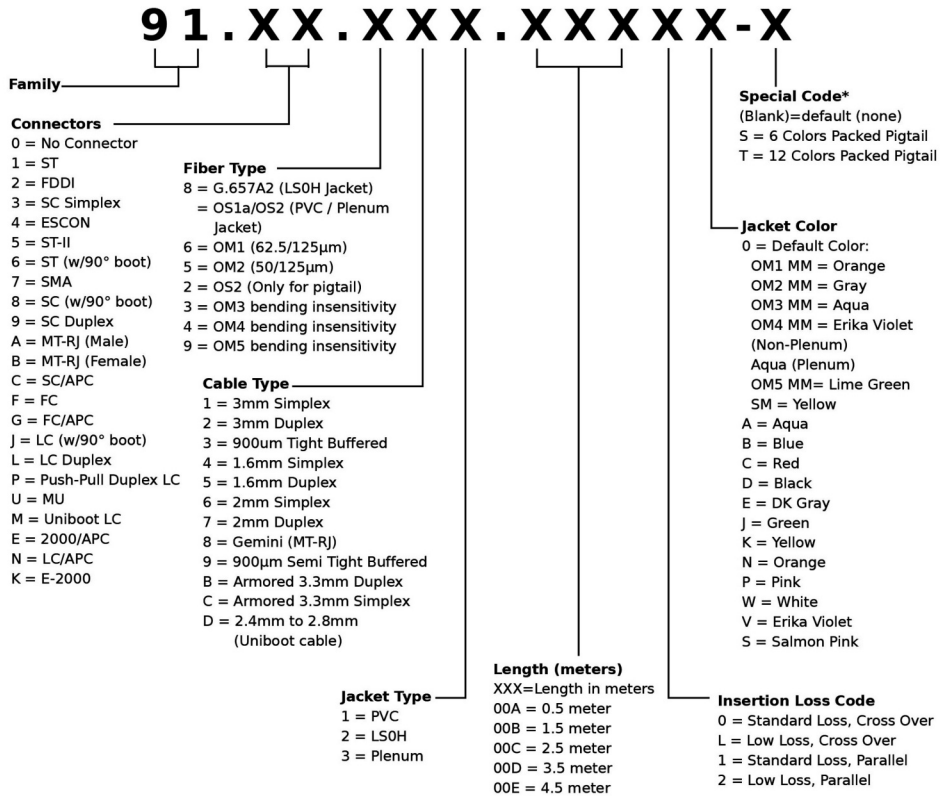 91.XX.XXX.XXXXX-X
Family
Connectors
0 = No Connector
1 = ST
2 = FDDI
3 = SC Simplex
4 = ESCON
5 = ST-II
6 = ST (w/90° boot)
7 = SMA
8 = SC (w/90° boot)
9 = SC Duplex
A = MT-RJ (Male)
B = MT-RJ (Female)
C = SC/APC
F = FC
G = FC/APC
J = LC (w/90° boot)
L = LC Duplex
P = Push-Pull Duplex LC
U = MU
M = Uniboot LC
E = 2000/APC
N = LC/APC
K = E-2000
Fiber Type
8 = G.657A2 (LS0H Jacket)
= OS1a/OS2 (PVC / Plenum
Jacket)
6 = OM1 (62.5/125µm)
5 = OM2 (50/125µm)
2 = OS2 (Only for pigtail)
3 = OM3 bending insensitivity
4 = OM4 bending insensitivity
9 = OM5 bending insensitivity
Cable Type
1 = 3mm Simplex
2 = 3mm Duplex
3 = 900um Tight Buffered
4 = 1.6mm Simplex
5 = 1.6mm Duplex
6 = 2mm Simplex
7 = 2mm Duplex
8 = Gemini (MT-RJ)
9 = 900µm Semi Tight Buffered
B = Armored 3.3mm Duplex
C = Armored 3.3mm Simplex
D = 2.4mm to 2.8mm
(Uniboot cable)
Jacket Type
1 = PVC
2 = LS0H
3 = Plenum
Length (meters)
XXX=Length in meters
00A = 0.5 meter
00B = 1.5 meter
00C = 2.5 meter
00D = 3.5 meter
00E = 4.5 meter
Special Code*
(Blank)=default (none)
S = 6 Colors Packed Pigtail
T = 12 Colors Packed Pigtail
Jacket Color
0 = Default Color:
OM1 MM = Orange
OM2 MM = Gray
OM3 MM = Aqua
OM4 MM = Erika Violet
(Non-Plenum)
Aqua (Plenum)
OM5 MM= Lime Green
SM = Yellow
A = Aqua
B = Blue
C = Red
D = Black
E = DK Gray
J = Green
K = Yellow
N = Orange
P = Pink
W = White
V = Erika Violet
S = Salmon Pink
Insertion Loss Code
0 = Standard Loss, Cross Over
L = Low Loss, Cross Over
1 = Standard Loss, Parallel
2 = Low Loss, Parallel